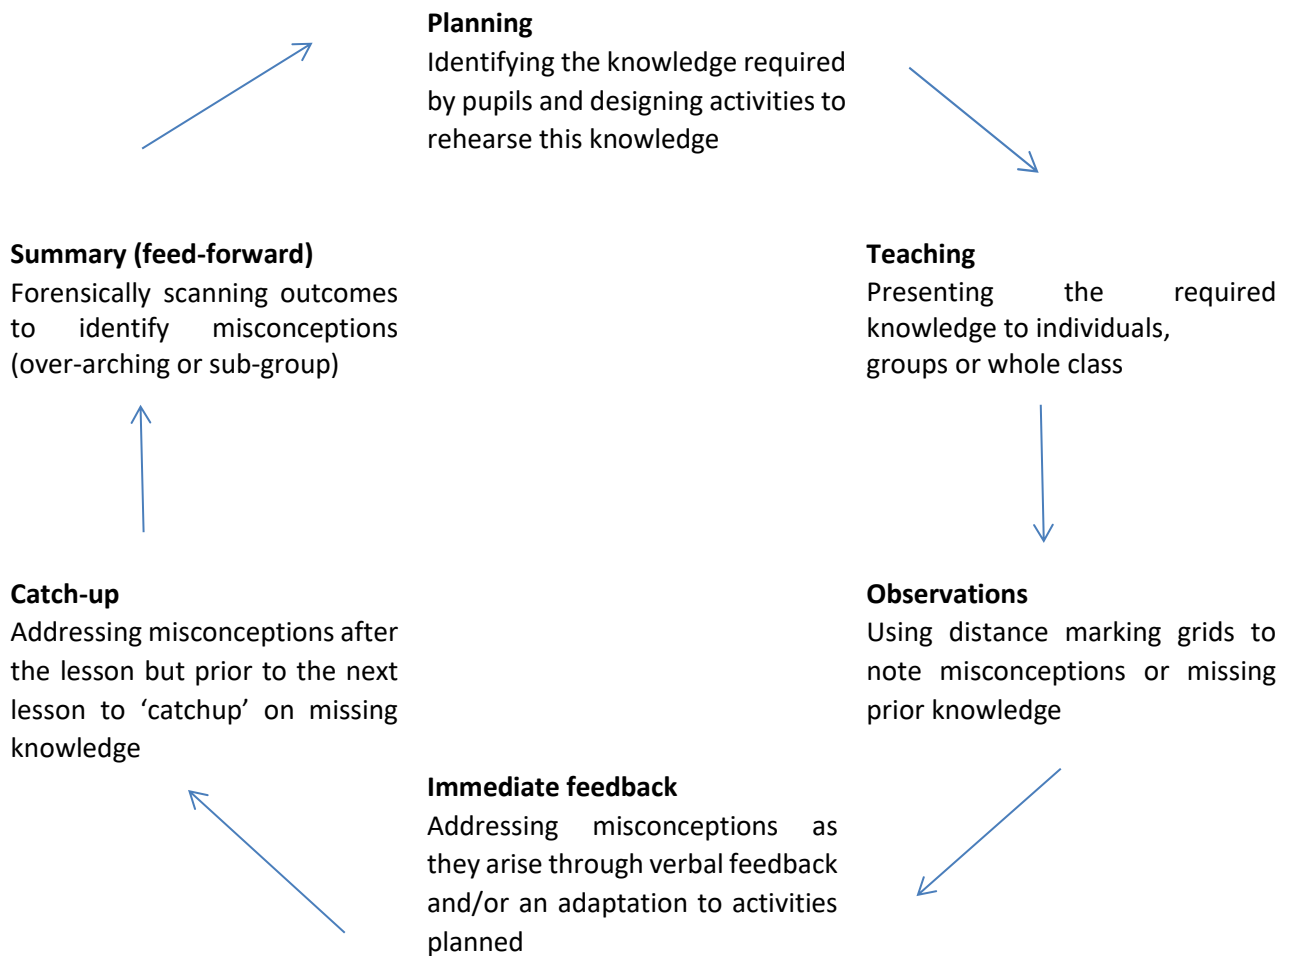 Planning
Identifying the knowledge required
by pupils and designing activities to
rehearse this knowledge
Summary (feed-forward)
Forensically scanning outcomes
to identify misconceptions
(over-arching or sub-group)
Teaching
Presenting the required
knowledge to individuals,
groups or whole class
Catch-up
Addressing misconceptions after
the lesson but prior to the next
lesson to ‘catchup’ on missing
knowledge
Observations
Using distance marking grids to
note misconceptions or missing
prior knowledge
Immediate feedback
Addressing misconceptions as
they arise through verbal feedback
and/or an adaptation to activities
planned